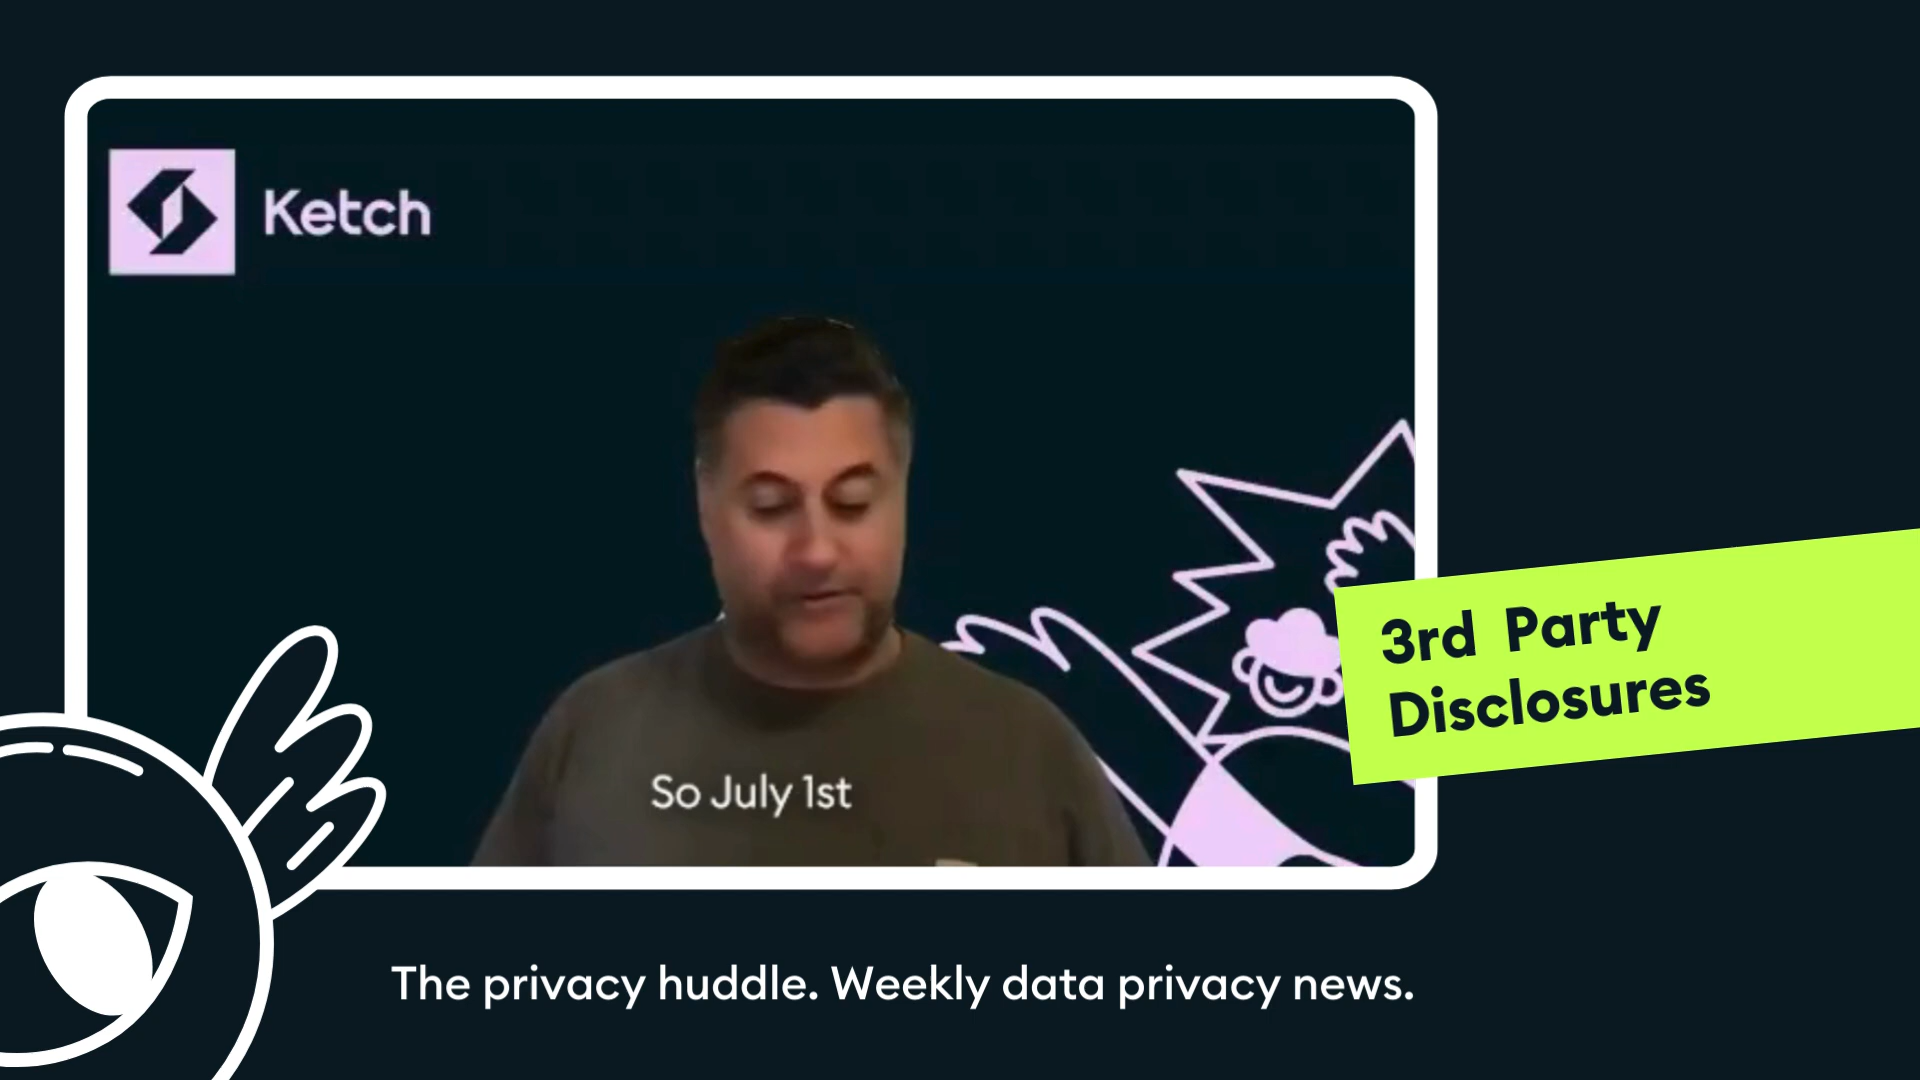 Ketch
3rd Party
Disclosures
So July 1st
The privacy huddle. Weekly data privacy news.